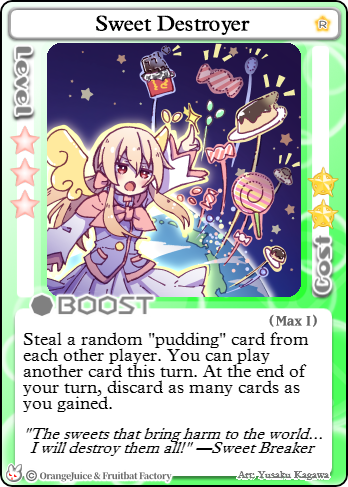 Sweet Destroyer
R
Level
Cost
BOOST
(Max 1)
Steal a random "pudding" card from
each other player. You can play
another card this turn. At the end of
your turn, discard as many cards as
you gained.
"The sweets that bring harm to the world...
I will destroy them all!" —Sweet Breaker
© OrangeJuice & Fruitbat Factory
Art: Yusaku Kagawa